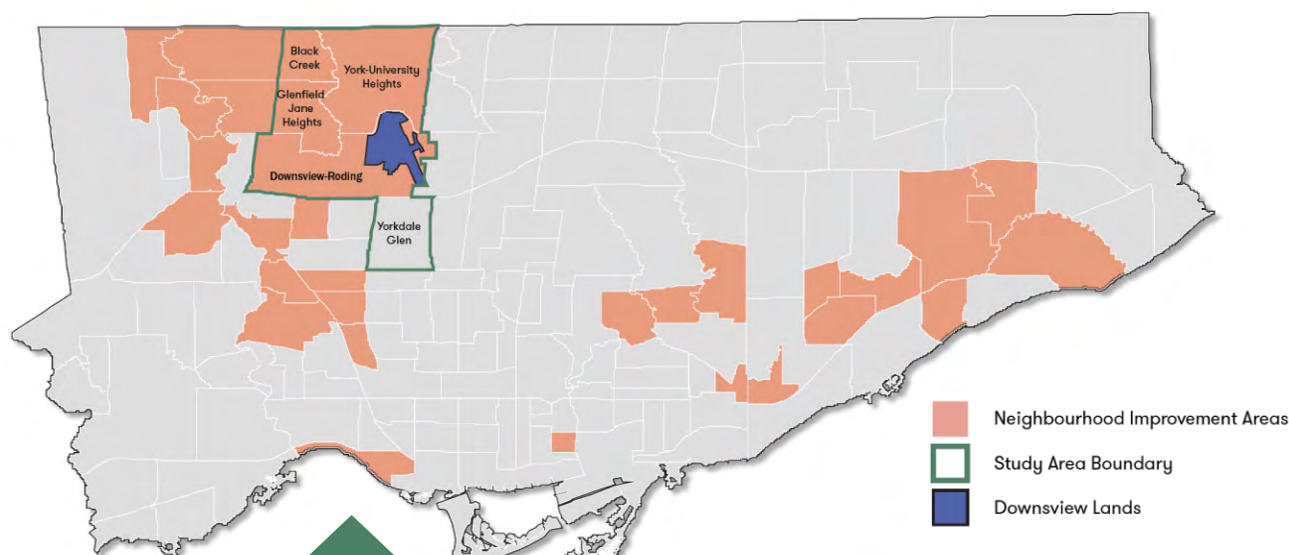 Black
Creek
York-University
Heights
Glenfield
Jane
Heights
Downsview-Roding
Yorkdale
Glen
Neighbourhood Improvement Areas
Study Area Boundary
Downsview Lands